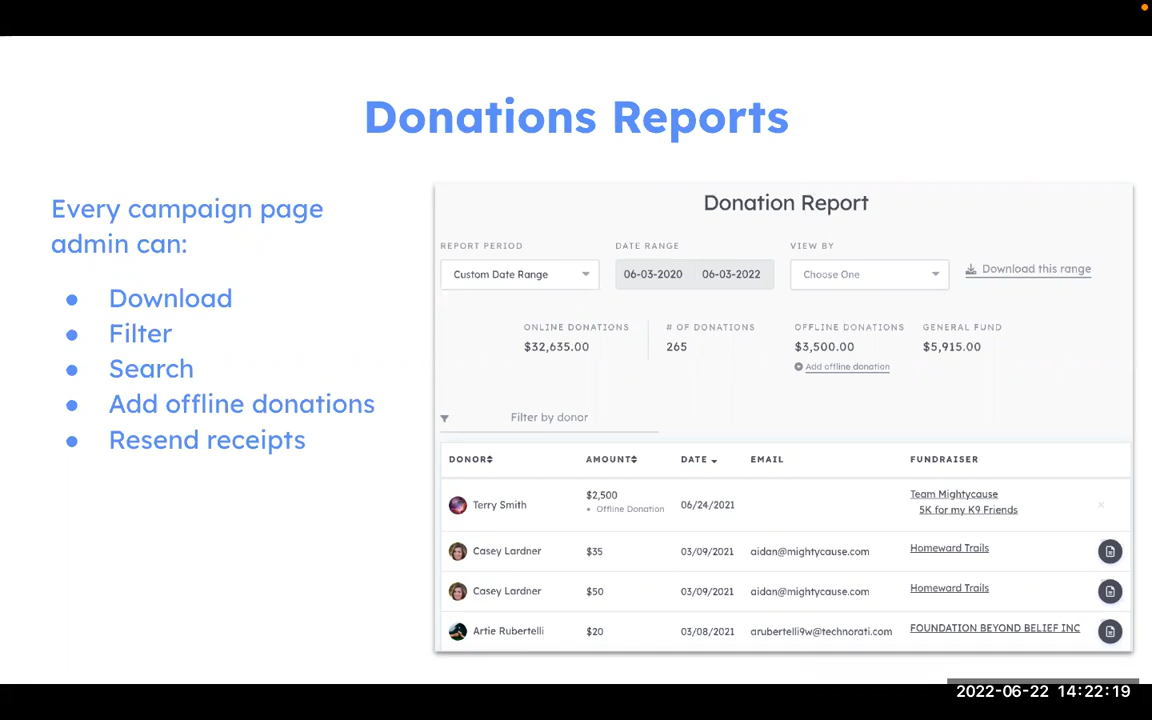 Donations Reports
Every campaign page
admin can:
● Download
● Filter
● Search
● Add offline donations
● Resend receipts
Donation Report
REPORT PERIOD DATE RANGE VIEW BY
Custom Date Range 06-03-2020 06-03-2022 Choose One Download this range
ONLINE DONATIONS # OF DONATIONS OFFLINE DONATIONS GENERAL FUND
$32,635.00 265 $3,500.00 $5,915.00
Add offline donation
Filter by donor
DONOR AMOUNT DATE EMAIL FUNDRAISER
Terry Smith $2,500 06/24/2021 Team Mightycause
• Offline Donation 5K for my K9 Friends
Casey Lardner $35 03/09/2021 aidan@mightycause.com Homeward Trails
Casey Lardner $50 03/09/2021 aidan@mightycause.com Homeward Trails
Artie Rubertelli $20 03/08/2021 arubertelli9w@technorati.com FOUNDATION BEYOND BELIEF INC
2022-06-22 14:22:19